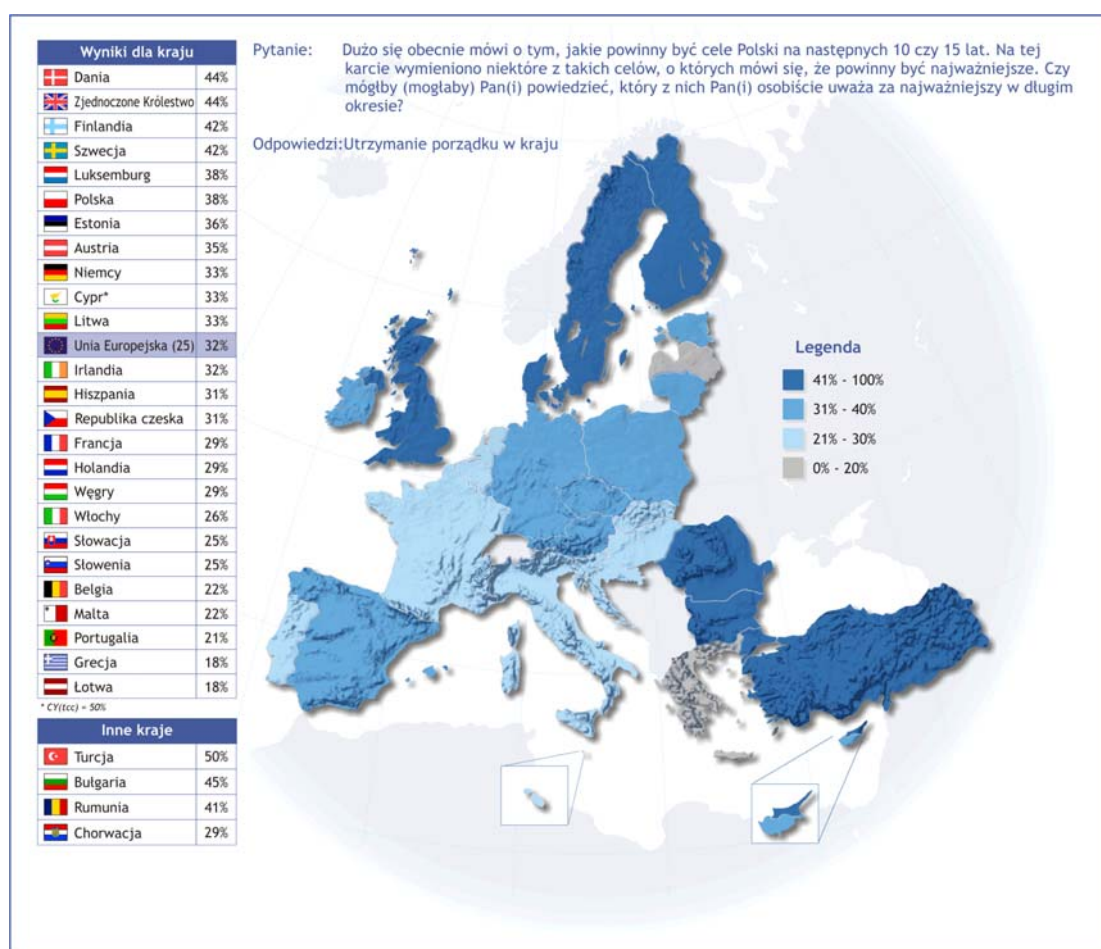 Pytanie: Dużo się obecnie mówi o tym, jakie powinny być cele Polski na następnych 10 czy 15 lat. Na tej
karcie wymieniono niektóre z takich celów, o których mówi się, że powinny być najważniejsze. Czy
mógłby (mogłaby) Pan(i) powiedzieć, który z nich Pan(i) osobiście uważa za najważniejszy w długim
okresie?
Odpowiedzi:Utrzymanie porządku w kraju
Wyniki dla kraju
Dania 44%
Zjednoczone Królestwo 44%
Finlandia 42%
Szwecja 42%
Luksemburg 38%
Polska 38%
Estonia 36%
Austria 35%
Niemcy 33%
Cypr* 33%
Litwa 33%
Unia Europejska (25) 32%
Irlandia 32%
Hiszpania 31%
Republika czeska 31%
Francja 29%
Holandia 29%
Węgry 29%
Włochy 26%
Słowacja 25%
Słowenia 25%
Belgia 22%
Malta 22%
Portugalia 21%
Grecja 18%
Łotwa 18%
* CY(tcc) = 50%
Inne kraje
Turcja 50%
Bułgaria 45%
Rumunia 41%
Chorwacja 29%
Legenda
41% - 100%
31% - 40%
21% - 30%
0% - 20%